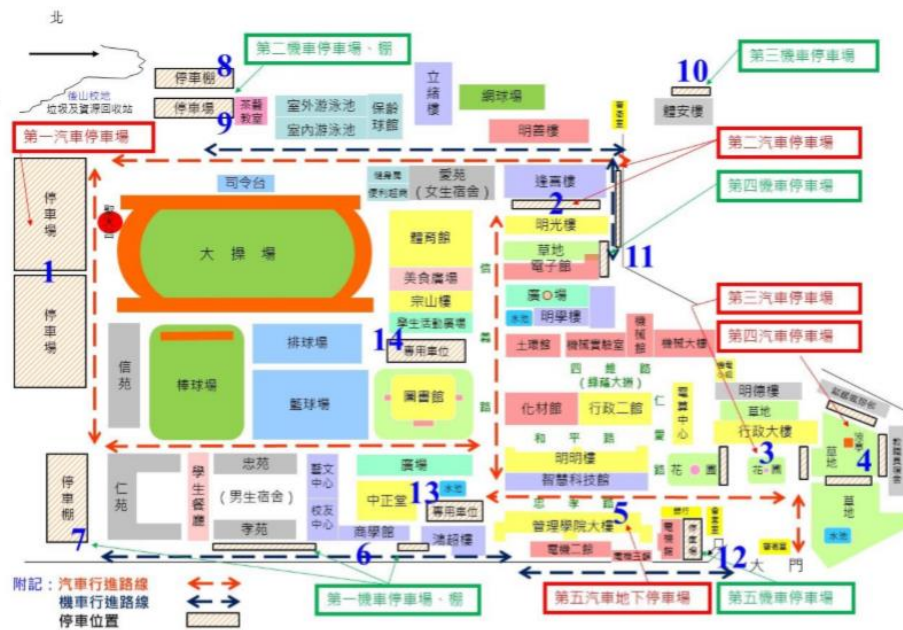 北
後山校地
垃圾及資源回收站
停車棚
8
第二機車停車場、棚
停車場
9
茶藝
教室
室外游泳池
室內游泳池
保齡
球館
立緒樓
網球場
明善樓
10
第三機車停車場
體安樓
第一汽車停車場
第二汽車停車場
第四機車停車場
停車場
1
停車場
司令台
健身房
便利超商
愛苑
(女生宿舍)
逢喜樓
2
明光樓
草地
電子館
11
大操場
體育館
美食廣場
宗山樓
學生活動廣場
14
專用車位
信義路
廣場
水池
明學樓
機械館
第三汽車停車場
第四汽車停車場
土環館
機械實驗室
機械大樓
四維路
信苑
棒球場
排球場
籃球場
圖書館
化材館
行政二館
仁愛路
電算中心
明德樓
草地
行政大樓
花園
3
花園
草地
4
草地
水池
和平路
明明樓
智慧科技館
忠孝路
停車棚
7
仁苑
學生餐廳
忠苑
(男生宿舍)
孝苑
藝文
中心
校友
中心
廣場
水池
13
中正堂
專用車位
商學館
6
鴻超樓
管理學院大樓
5
電機二館
電機館
停車場
12
大門
附記：汽車行進路線
機車行進路線
停車位置
第一機車停車場、棚
第五汽車地下停車場
第五機車停車場